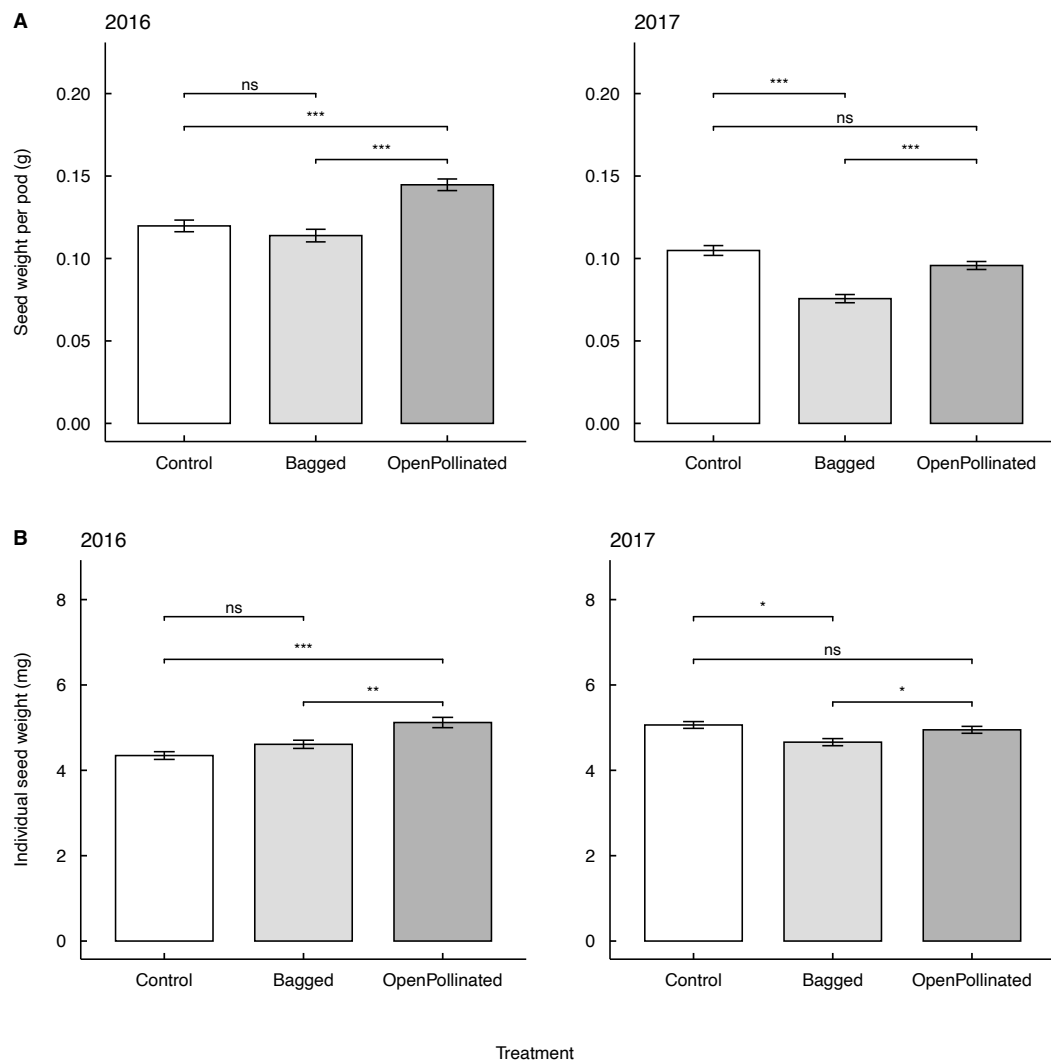 A
2016
2017
Seed weight per pod (g)
0.20
0.15
0.10
0.05
0.00
ns
***
***
Control
Bagged
OpenPollinated
0.20
0.15
0.10
0.05
0.00
***
ns
***
Control
Bagged
OpenPollinated
B
2016
2017
Individual seed weight (mg)
8
6
4
2
0
ns
***
**
Control
Bagged
OpenPollinated
8
6
4
2
0
*
ns
*
Control
Bagged
OpenPollinated
Treatment